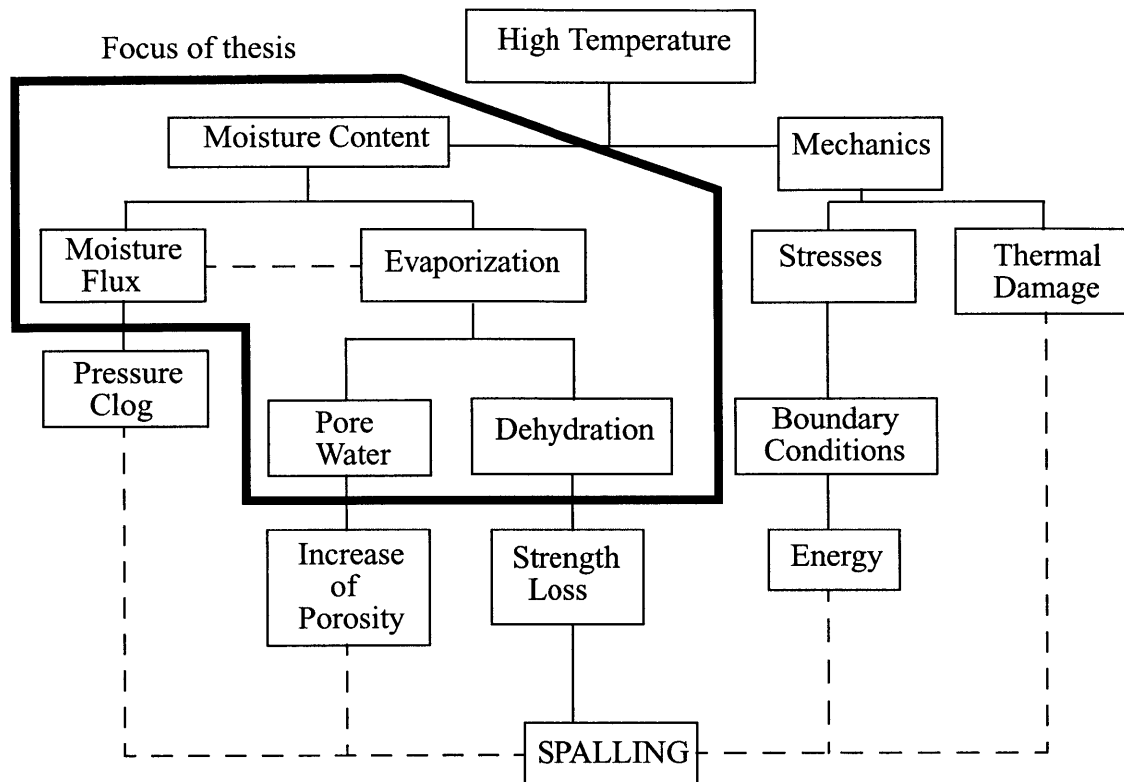 High Temperature
Focus of thesis
Moisture Content
Mechanics
Moisture
Flux
Evaporization
Stresses
Thermal
Damage
Pressure
Clog
Pore
Water
Dehydration
Boundary
Conditions
Increase
of
Porosity
Strength
Loss
Energy
SPALLING